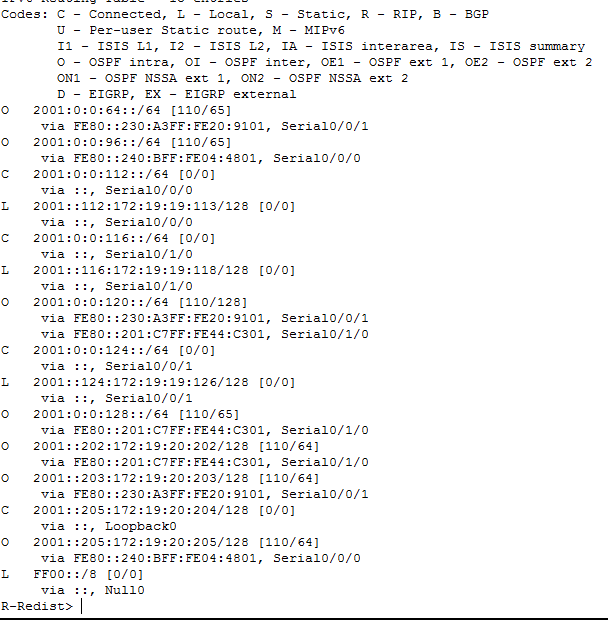 Codes: C - Connected, L - Local, S - Static, R - RIP, B - BGP
U - Per-user Static route, M - MIPv6
I1 - ISIS L1, I2 - ISIS L2, IA - ISIS interarea, IS - ISIS summary
O - OSPF intra, OI - OSPF inter, OE1 - OSPF ext 1, OE2 - OSPF ext 2
ON1 - OSPF NSSA ext 1, ON2 - OSPF NSSA ext 2
D - EIGRP, EX - EIGRP external
O 2001:0:0:64::/64 [110/65]
via FE80::230:A3FF:FE20:9101, Serial0/0/1
O 2001:0:0:96::/64 [110/65]
via FE80::240:BFF:FE04:4801, Serial0/0/0
C 2001:0:0:112::/64 [0/0]
via ::, Serial0/0/0
L 2001::112:172:19:19:113/128 [0/0]
via ::, Serial0/0/0
C 2001:0:0:116::/64 [0/0]
via ::, Serial0/1/0
L 2001::116:172:19:19:118/128 [0/0]
via ::, Serial0/1/0
O 2001:0:0:120::/64 [110/128]
via FE80::230:A3FF:FE20:9101, Serial0/0/1
via FE80::201:C7FF:FE44:C301, Serial0/1/0
C 2001:0:0:124::/64 [0/0]
via ::, Serial0/0/1
L 2001::124:172:19:19:126/128 [0/0]
via ::, Serial0/0/1
O 2001:0:0:128::/64 [110/65]
via FE80::201:C7FF:FE44:C301, Serial0/1/0
O 2001::202:172:19:20:202/128 [110/64]
via FE80::201:C7FF:FE44:C301, Serial0/1/0
O 2001::203:172:19:20:203/128 [110/64]
via FE80::230:A3FF:FE20:9101, Serial0/0/1
C 2001::205:172:19:20:204/128 [0/0]
via ::, Loopback0
O 2001::205:172:19:20:205/128 [110/64]
via FE80::240:BFF:FE04:4801, Serial0/0/0
L FF00::/8 [0/0]
via ::, Null0
R-Redist>